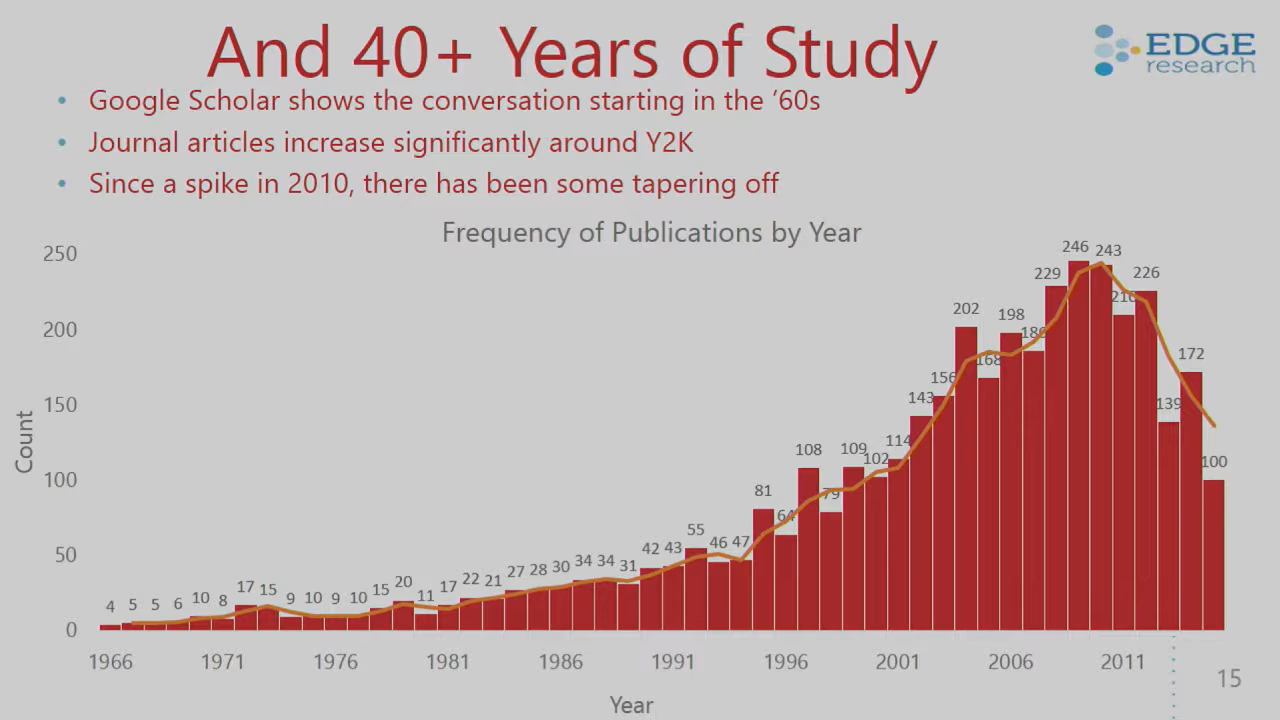 And 40+ Years of Study
EDGE
research
• Google Scholar shows the conversation starting in the ‘60s
• Journal articles increase significantly around Y2K
• Since a spike in 2010, there has been some tapering off
Frequency of Publications by Year
250
200
150
100
50
0
Count
4 5 5 6 10 8 17 15 9 10 9 10 15 20 11 17 22 21 27 28 30 34 34 31 42 43 55 46 47 81 64 108 79 109 102 114 143 156 202 168 198 186 229 246 243 210 226 139 172 100
1966 1971 1976 1981 1986 1991 1996 2001 2006 2011
Year
15